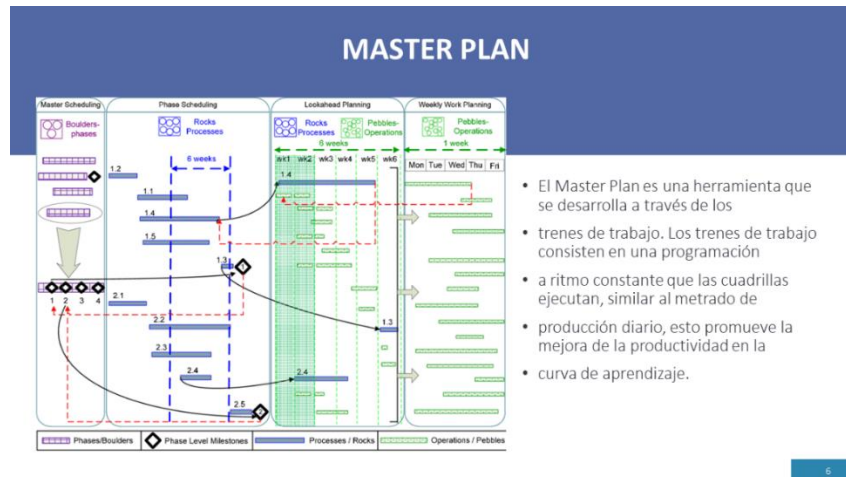 MASTER PLAN
Master Scheduling
Phase Scheduling
Lookahead Planning
Weekly Work Planning
Boulders-
phases
Rocks
Processes
Rocks
Processes
Pebbles-
Operations
Pebbles-
Operations
6 weeks
6 weeks
1 week
wk1 wk2 wk3 wk4 wk5 wk6
Mon Tue Wed Thu Fri
1.2
1.1
1.4
1.5
1.3
1
1 2 3 4
2.1
2.2
2.3
2.4
2.5
2
1.4
1.3
2.4
Phases/Boulders
Phase Level Milestones
Processes / Rocks
Operations / Pebbles
• El Master Plan es una herramienta que
se desarrolla a través de los
• trenes de trabajo. Los trenes de trabajo
consisten en una programación
• a ritmo constante que las cuadrillas
ejecutan, similar al metrado de
• producción diario, esto promueve la
mejora de la productividad en la
• curva de aprendizaje.
6